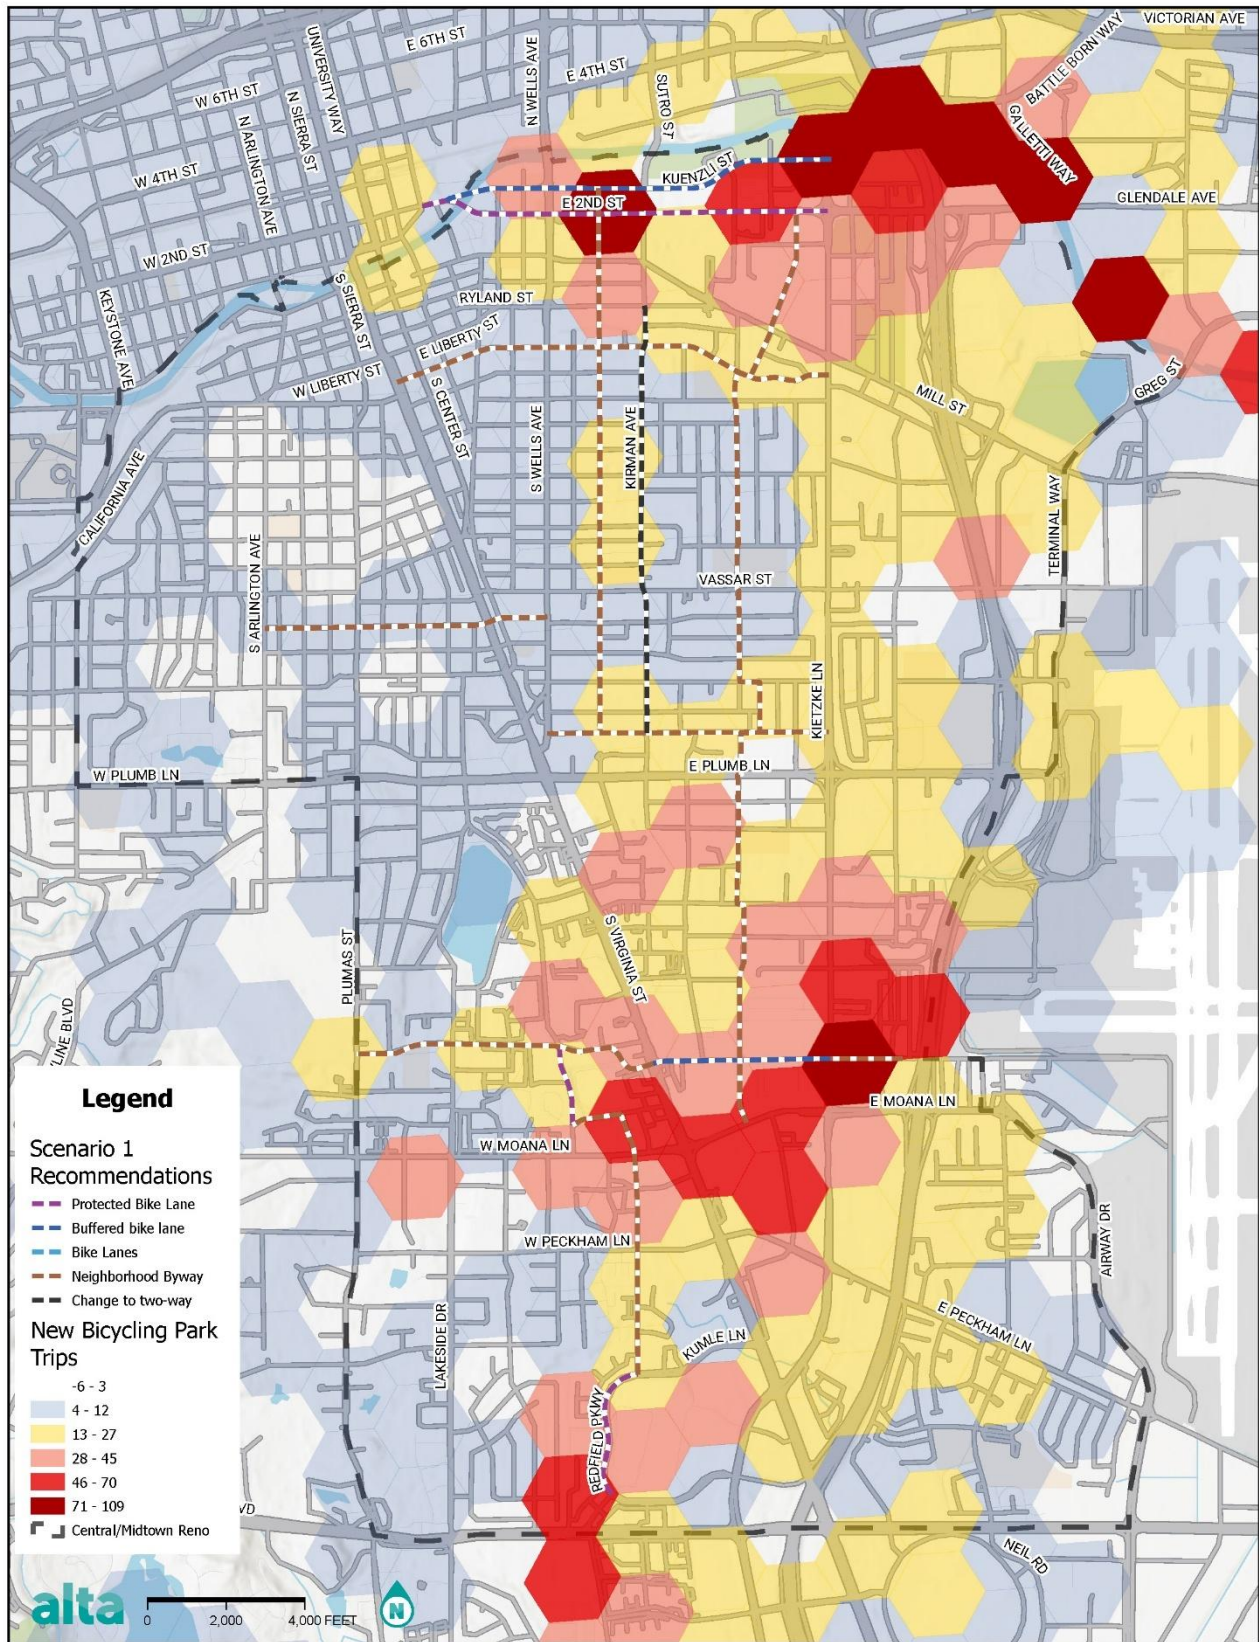 VICTORIAN AVE
E 6TH ST
UNIVERSITY WAY
N WELLS AVE
BATTLE BORN WAY
E 4TH ST
W 6TH ST
N SIERRA ST
SUTRO ST
N ARLINGTON AVE
GALLETTI WAY
W 4TH ST
KUENZLI ST
E 2ND ST
GLENDALE AVE
W 2ND ST
KEYSTONE AVE
S SIERRA ST
RYLAND ST
E LIBERTY ST
W LIBERTY ST
S CENTER ST
GREG ST
MILL ST
S WELLS AVE
KIRMAN AVE
CALIFORNIA AVE
TERMINAL WAY
VASSAR ST
S ARLINGTON AVE
KIETZKE LN
E PLUMB LN
W PLUMB LN
S VIRGINIA ST
PLUMAS ST
LINE BLVD
E MOANA LN
W MOANA LN
W PECKHAM LN
AIRWAY DR
E PECKHAM LN
LAKESIDE DR
KUMLE LN
REDFIELD PKWY
VD
NEIL RD
Legend
Scenario 1
Recommendations
Protected Bike Lane
Buffered bike lane
Bike Lanes
Neighborhood Byway
Change to two-way
New Bicycling Park
Trips
-6 - 3
4 - 12
13 - 27
28 - 45
46 - 70
71 - 109
Central/Midtown Reno
alta
0 2,000 4,000 FEET
N